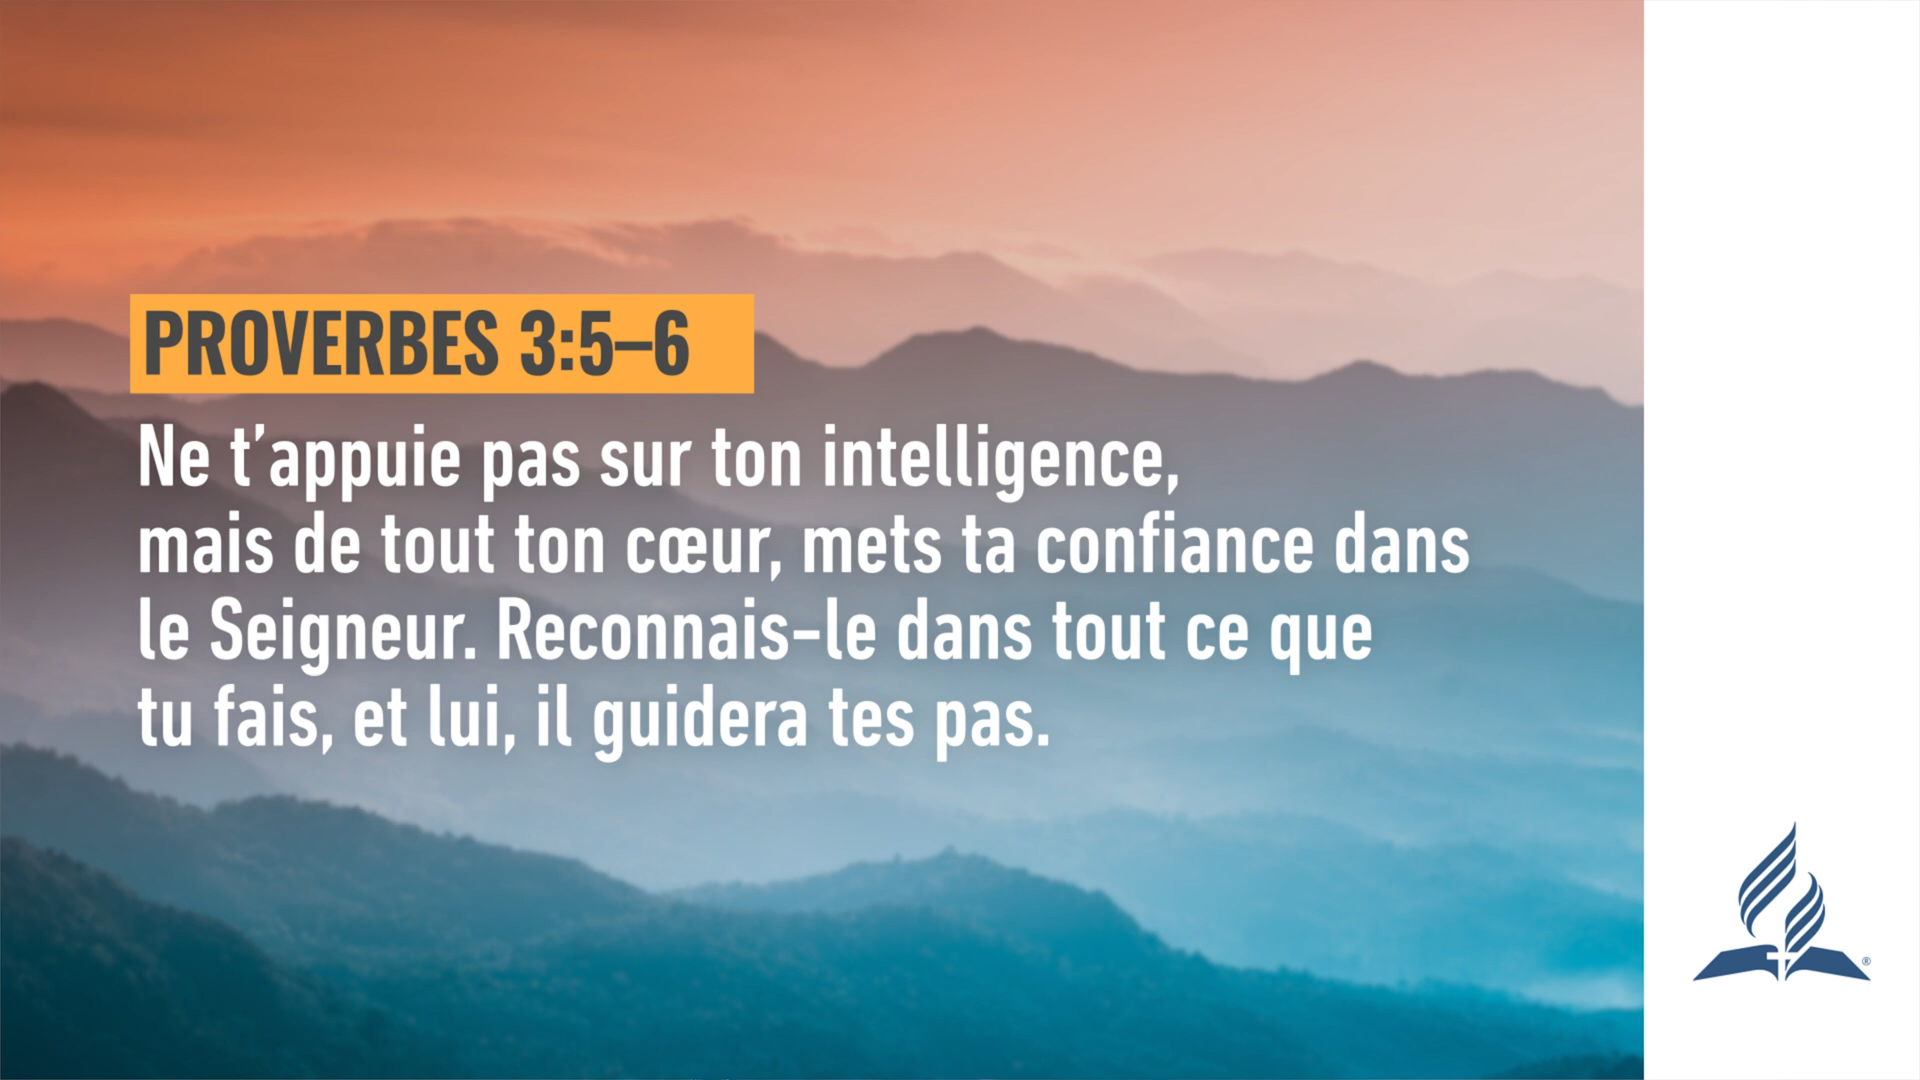 PROVERBES 3:5–6
Ne t’appuie pas sur ton intelligence,
mais de tout ton cœur, mets ta confiance dans
le Seigneur. Reconnais-le dans tout ce que
tu fais, et lui, il guidera tes pas.
®